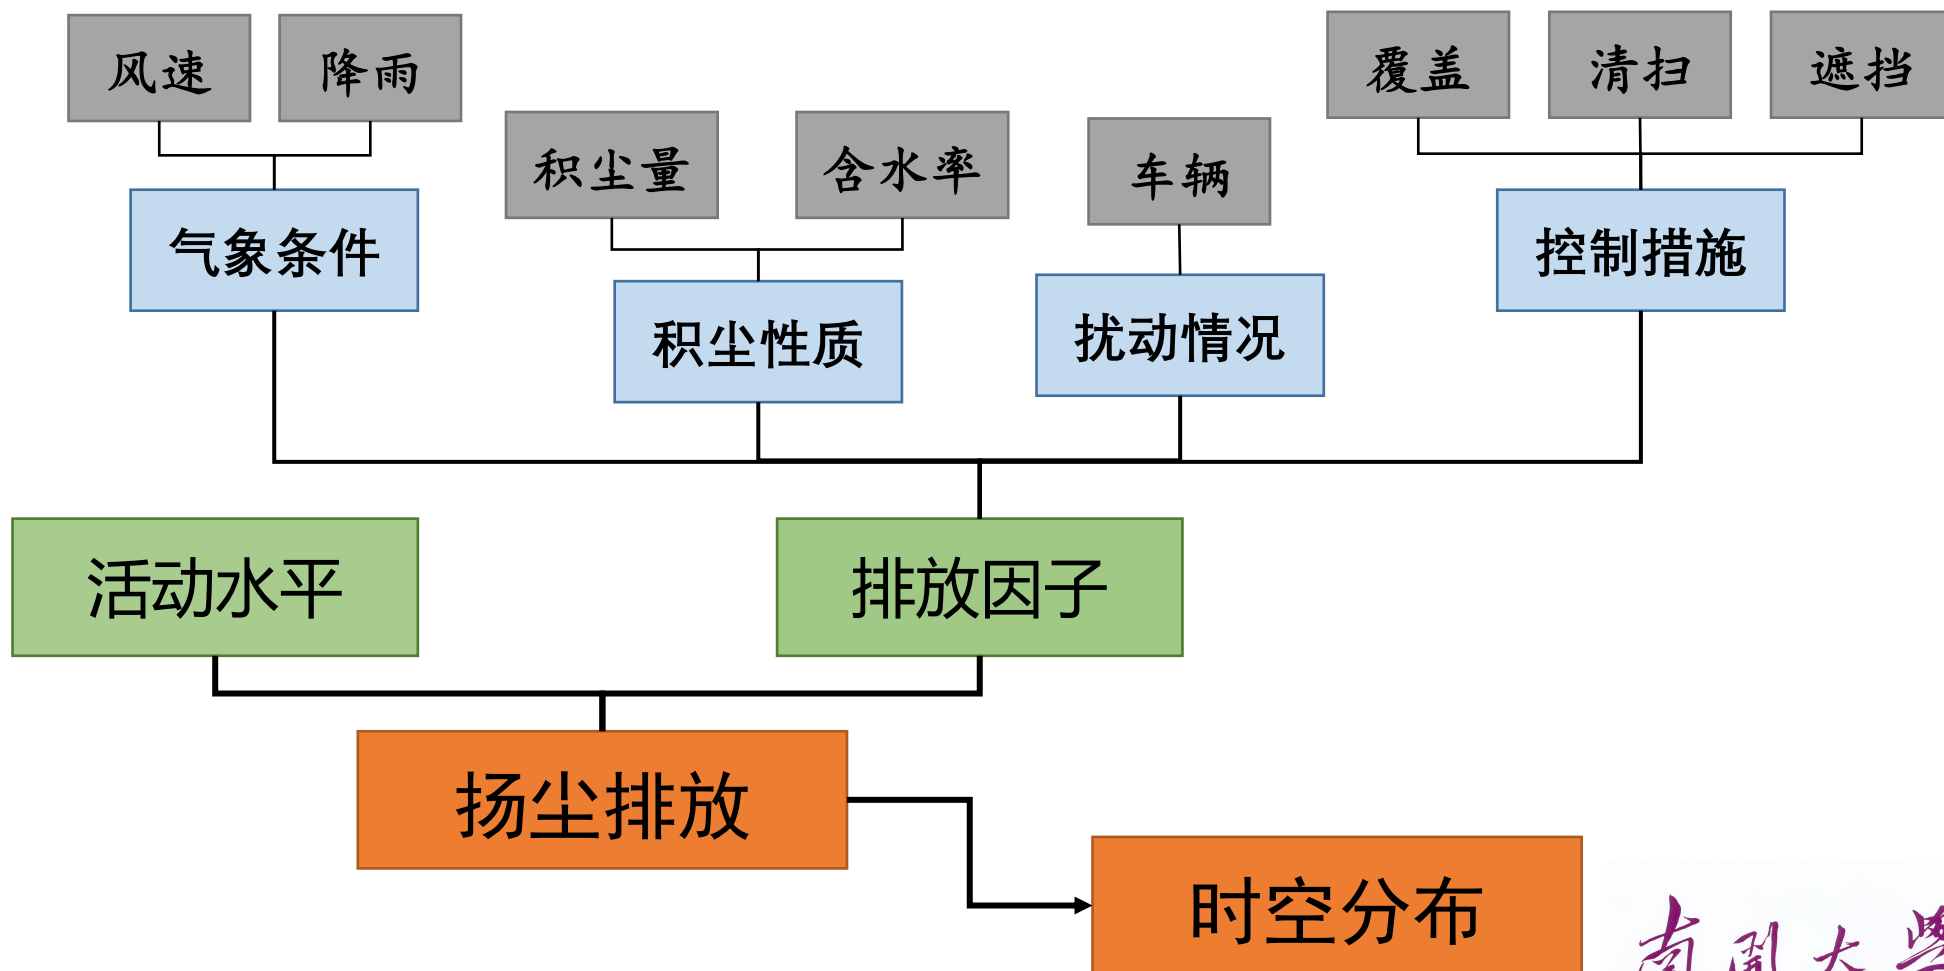 风速
降雨
覆盖
清扫
遮挡
积尘量
含水率
车辆
气象条件
控制措施
积尘性质
扰动情况
活动水平
排放因子
扬尘排放
时空分布
南開大學